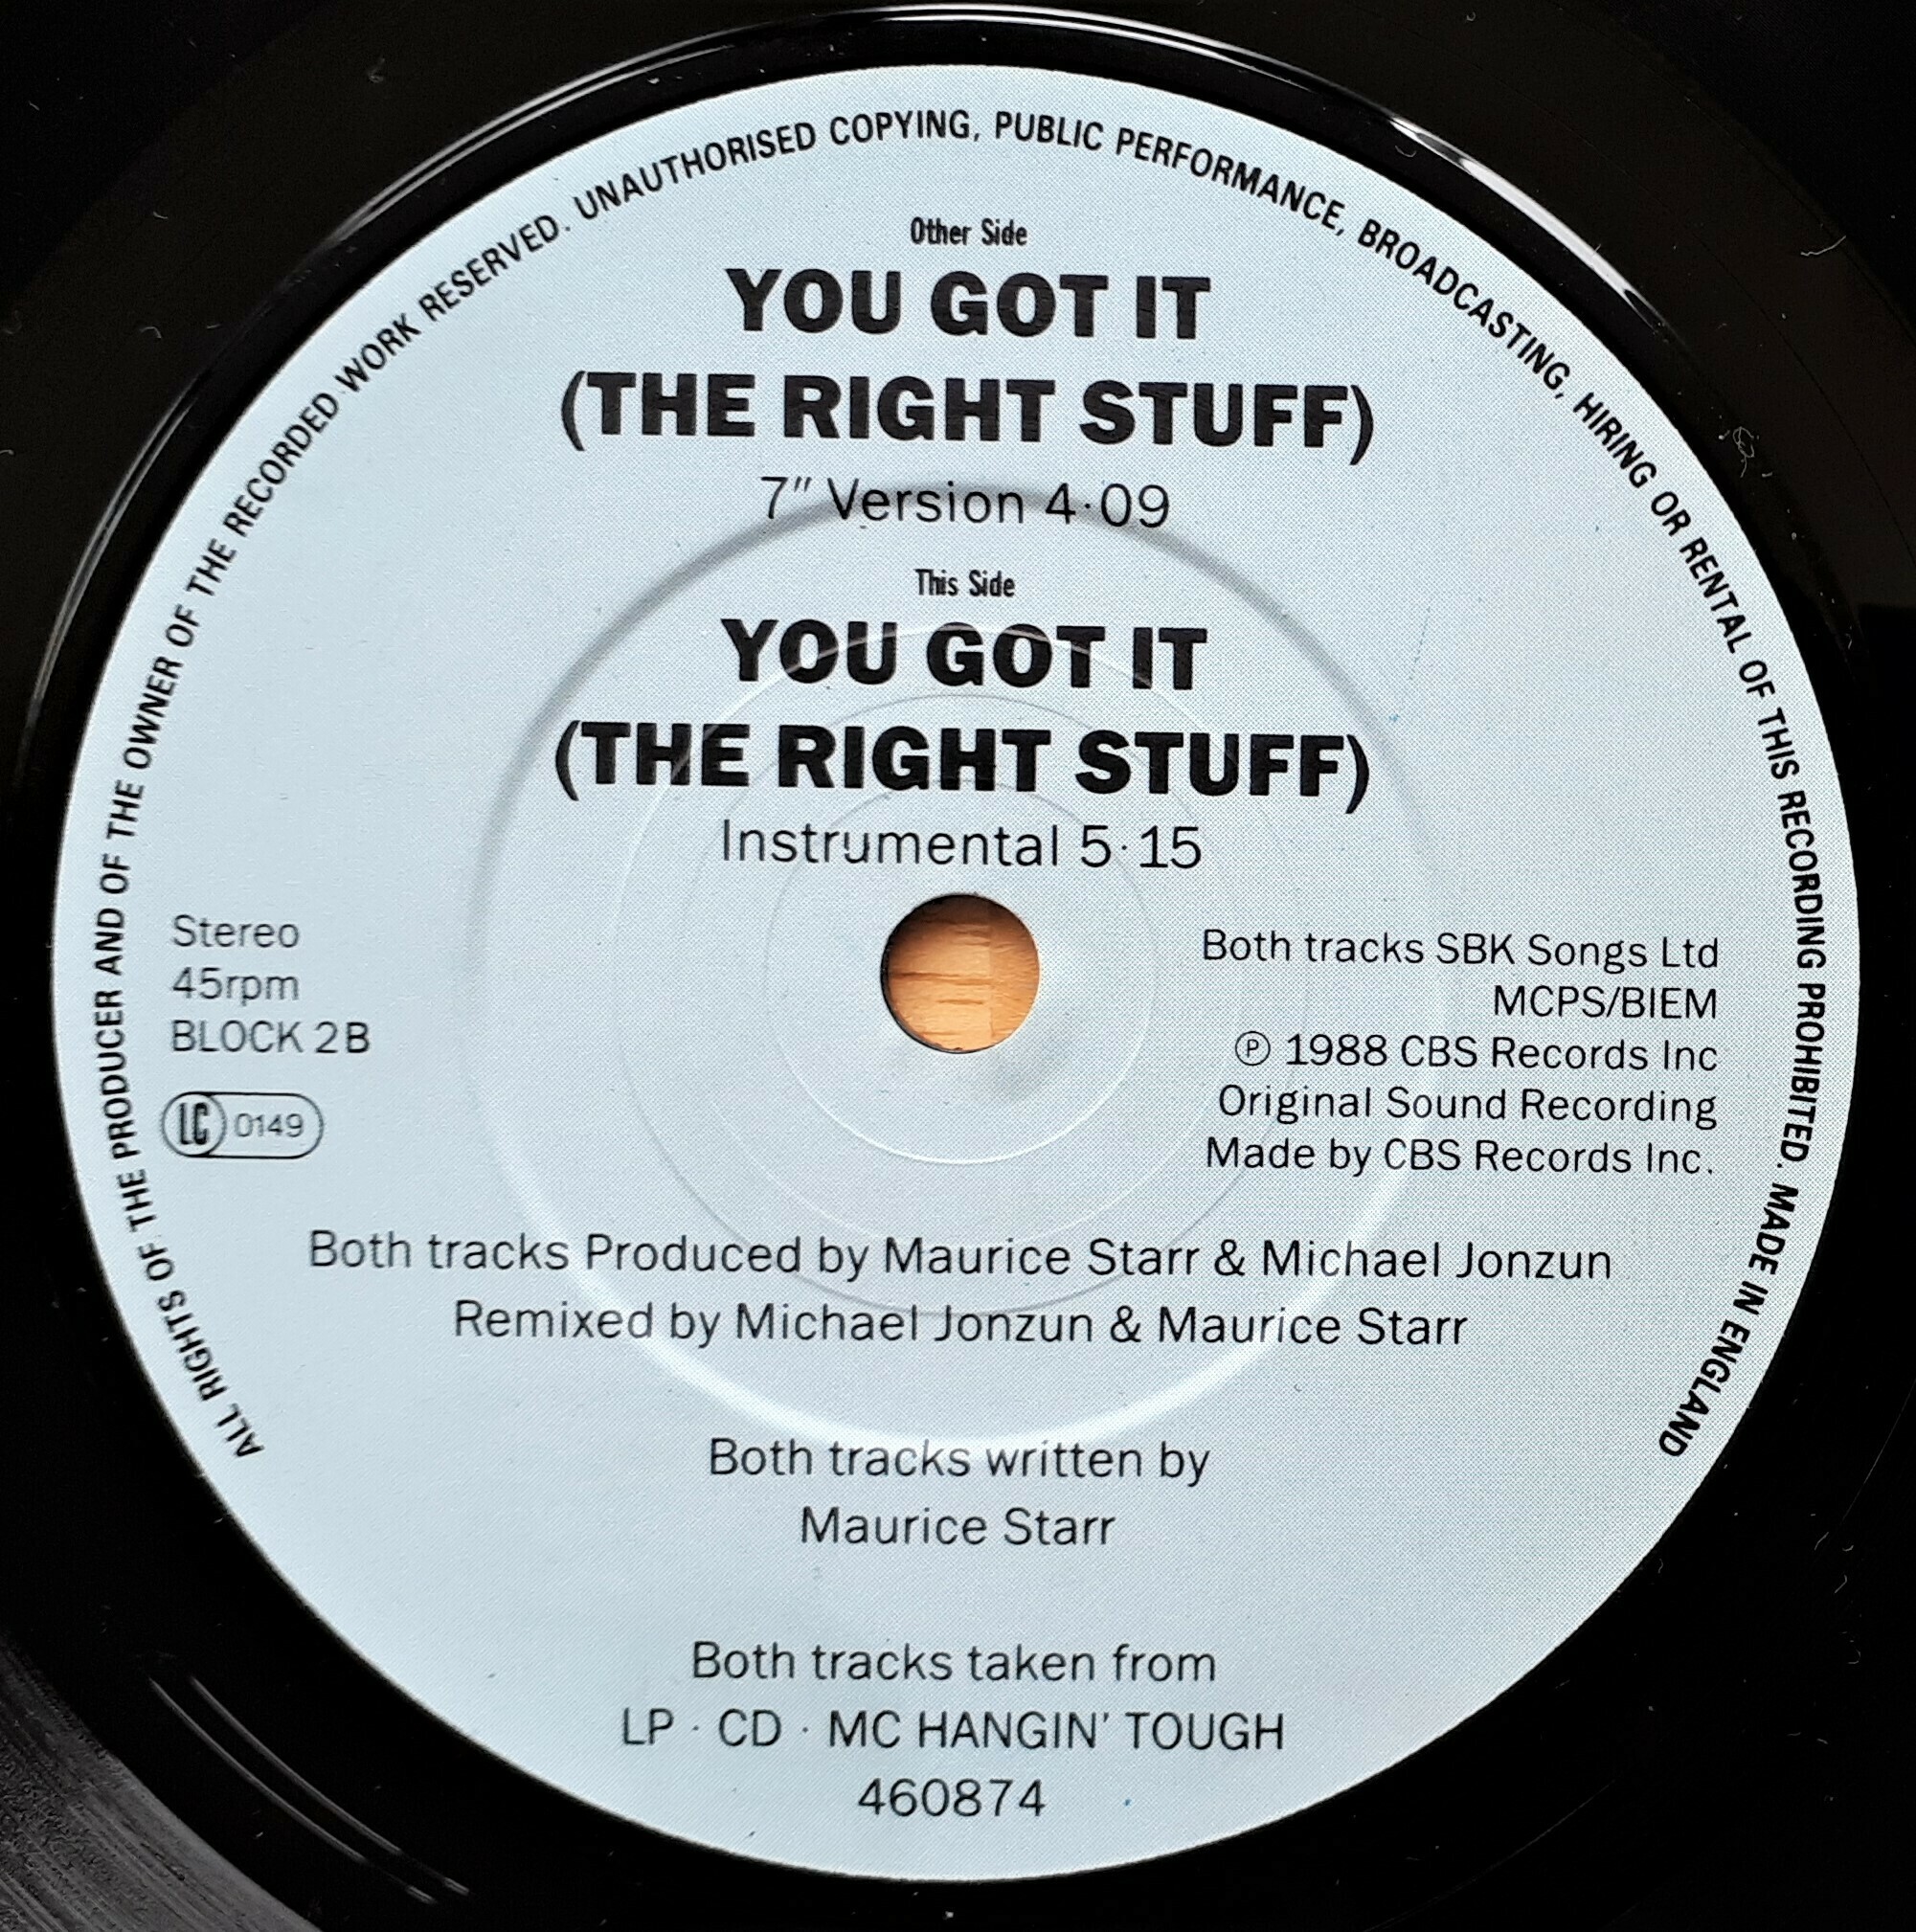 ALL RIGHTS OF THE PRODUCER AND OF THE OWNER OF THE RECORDED WORK RESERVED. UNAUTHORISED COPYING, PUBLIC PERFORMANCE, BROADCASTING, HIRING OR RENTAL OF THIS RECORDING PROHIBITED. MADE IN ENGLAND
Other Side
YOU GOT IT
(THE RIGHT STUFF)
7" Version 4·09
This Side
YOU GOT IT
(THE RIGHT STUFF)
Instrumental 5·15
Stereo
45rpm
BLOCK 2B
LC 0149
Both tracks SBK Songs Ltd
MCPS/BIEM
℗ 1988 CBS Records Inc
Original Sound Recording
Made by CBS Records Inc.
Both tracks Produced by Maurice Starr & Michael Jonzun
Remixed by Michael Jonzun & Maurice Starr
Both tracks written by
Maurice Starr
Both tracks taken from
LP · CD · MC HANGIN' TOUGH
460874